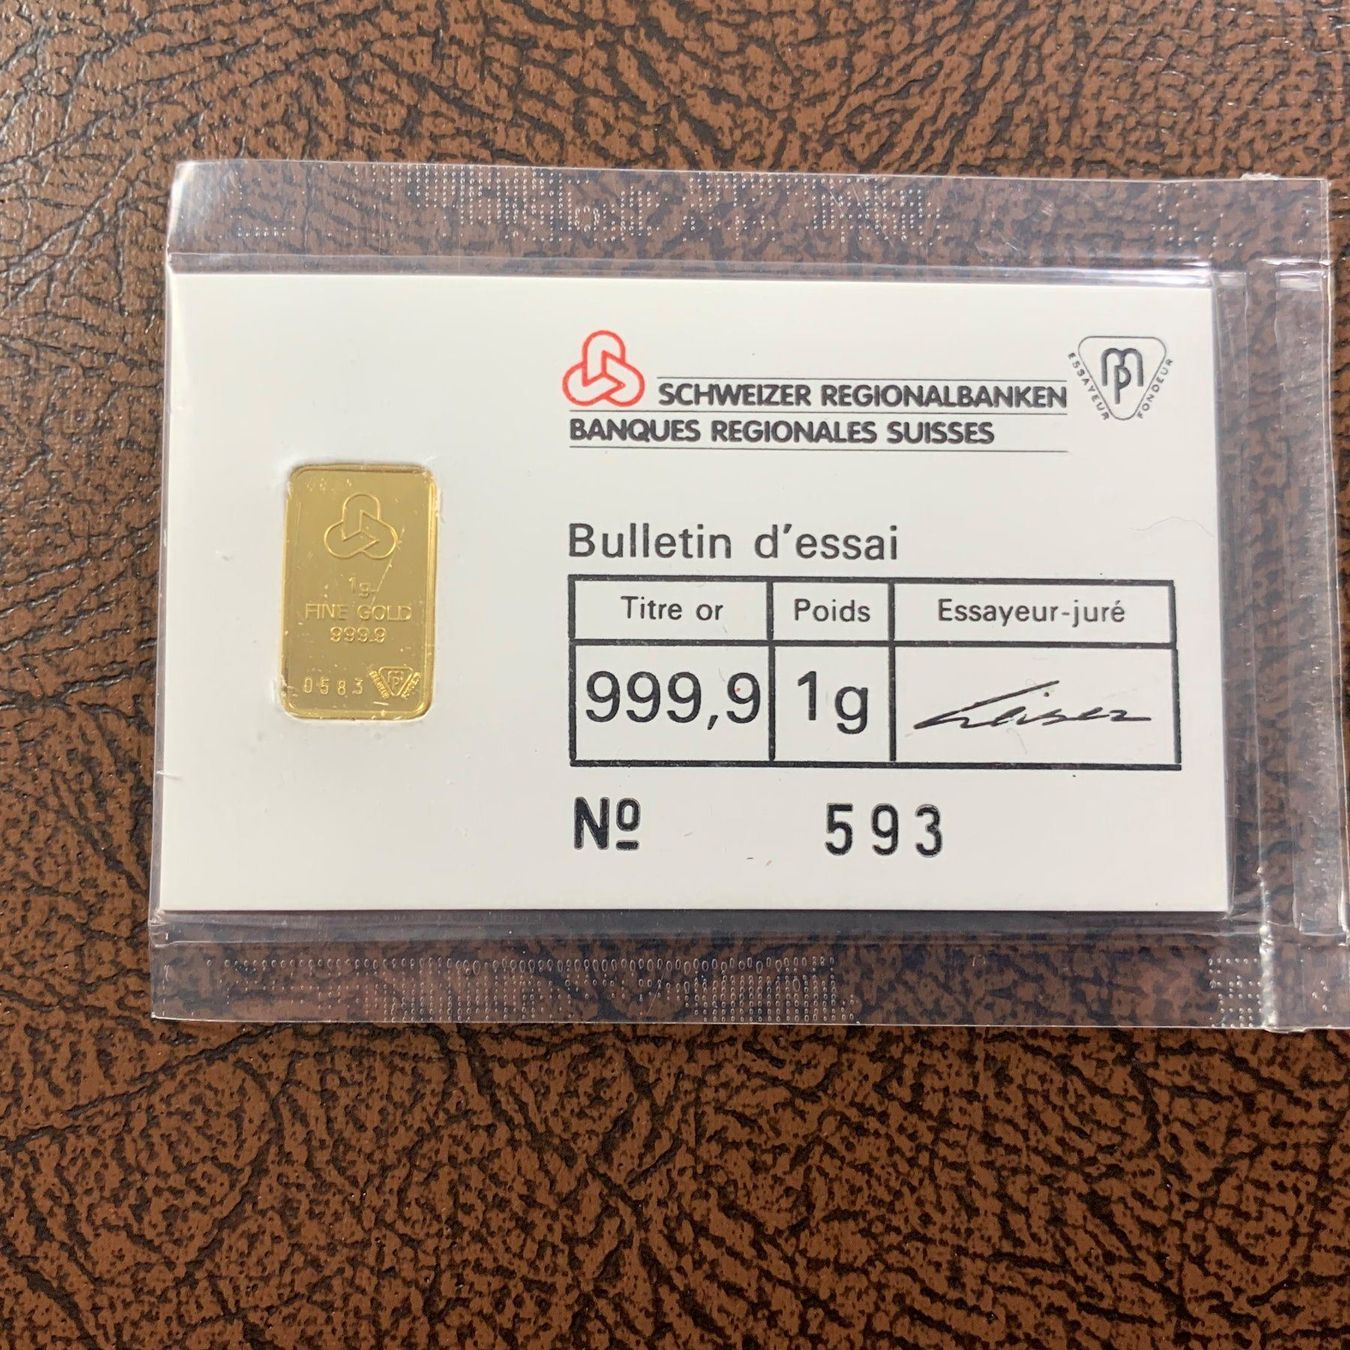 SCHWEIZER REGIONALBANKEN
BANQUES REGIONALES SUISSES
ESSAYEUR FONDEUR
MP
Bulletin d'essai
Titre or Poids Essayeur-juré
999,9 1g
Nº 593
1g
FINE GOLD
999.9
0583